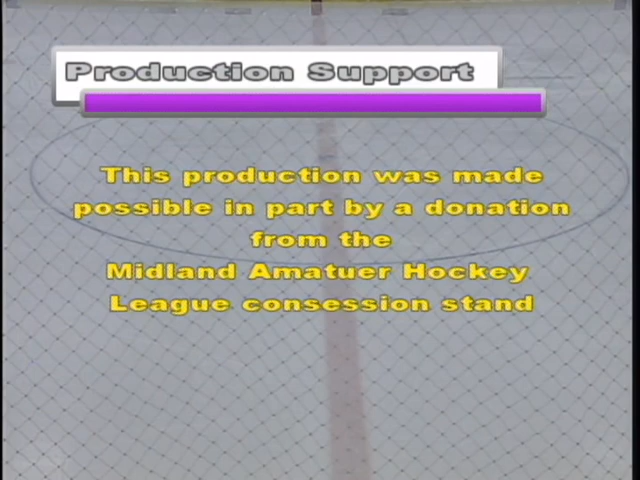 Production Support
This production was made
possible in part by a donation
from the
Midland Amatuer Hockey
League consession stand